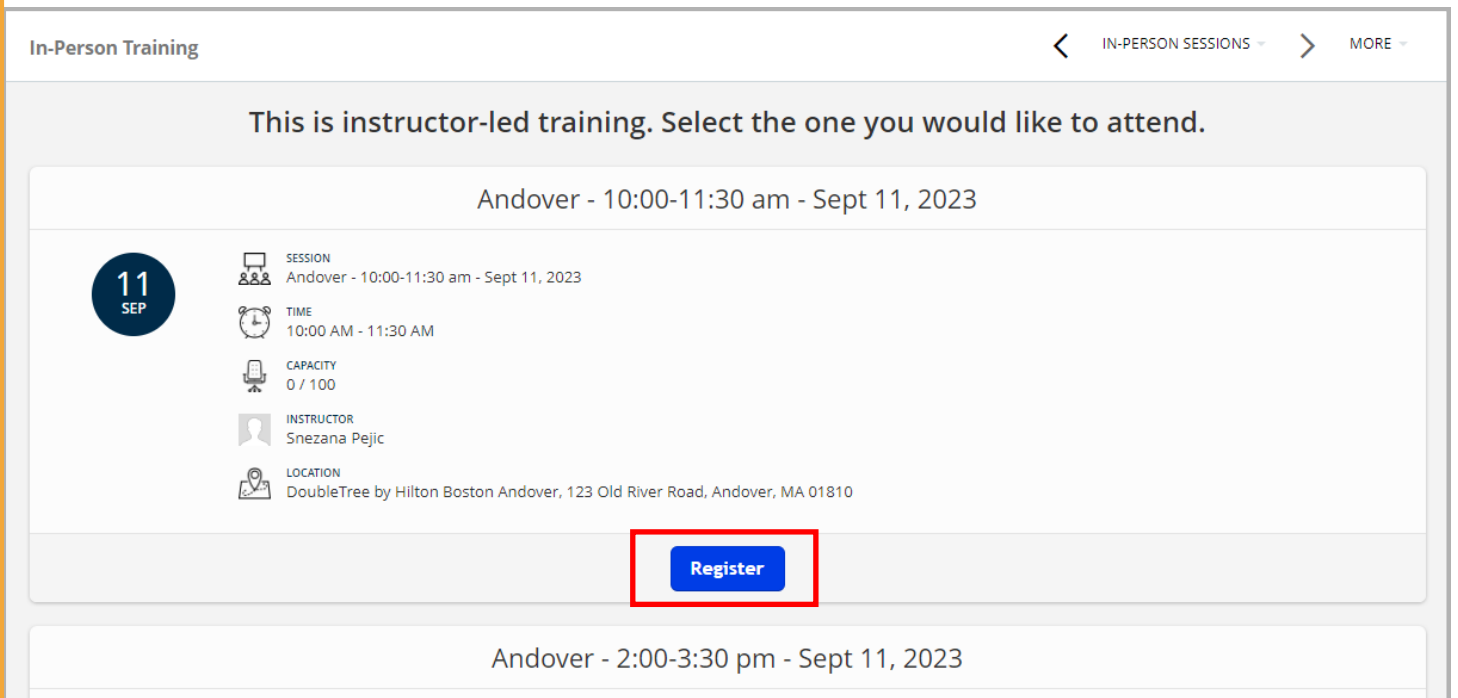 In-Person Training
IN-PERSON SESSIONS
MORE
This is instructor-led training. Select the one you would like to attend.
Andover - 10:00-11:30 am - Sept 11, 2023
11
SEP
SESSION
Andover - 10:00-11:30 am - Sept 11, 2023
TIME
10:00 AM - 11:30 AM
CAPACITY
0 / 100
INSTRUCTOR
Snezana Pejic
LOCATION
DoubleTree by Hilton Boston Andover, 123 Old River Road, Andover, MA 01810
Register
Andover - 2:00-3:30 pm - Sept 11, 2023